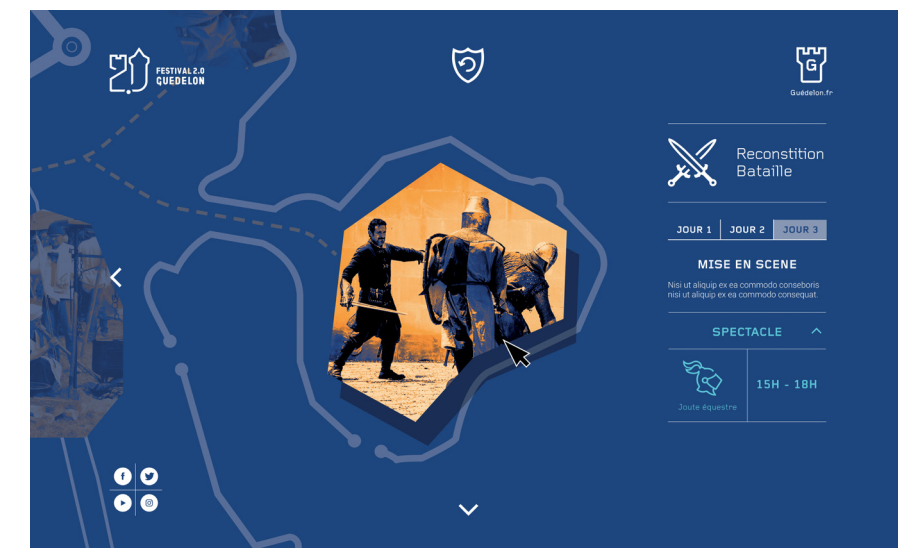 FESTIVAL 2.0
GUEDELON
G
Guédelon.fr
Reconstition
Bataille
JOUR 1 JOUR 2 JOUR 3
MISE EN SCENE
Nisi ut aliquip ex ea commodo conseboris
nisi ut aliquip ex ea commodo consequat.
SPECTACLE
Joute équestre
15H - 18H